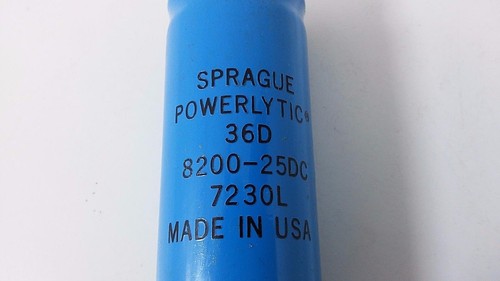 SPRAGUE
POWERLYTIC®
36D
8200-25DC
7230L
MADE IN USA